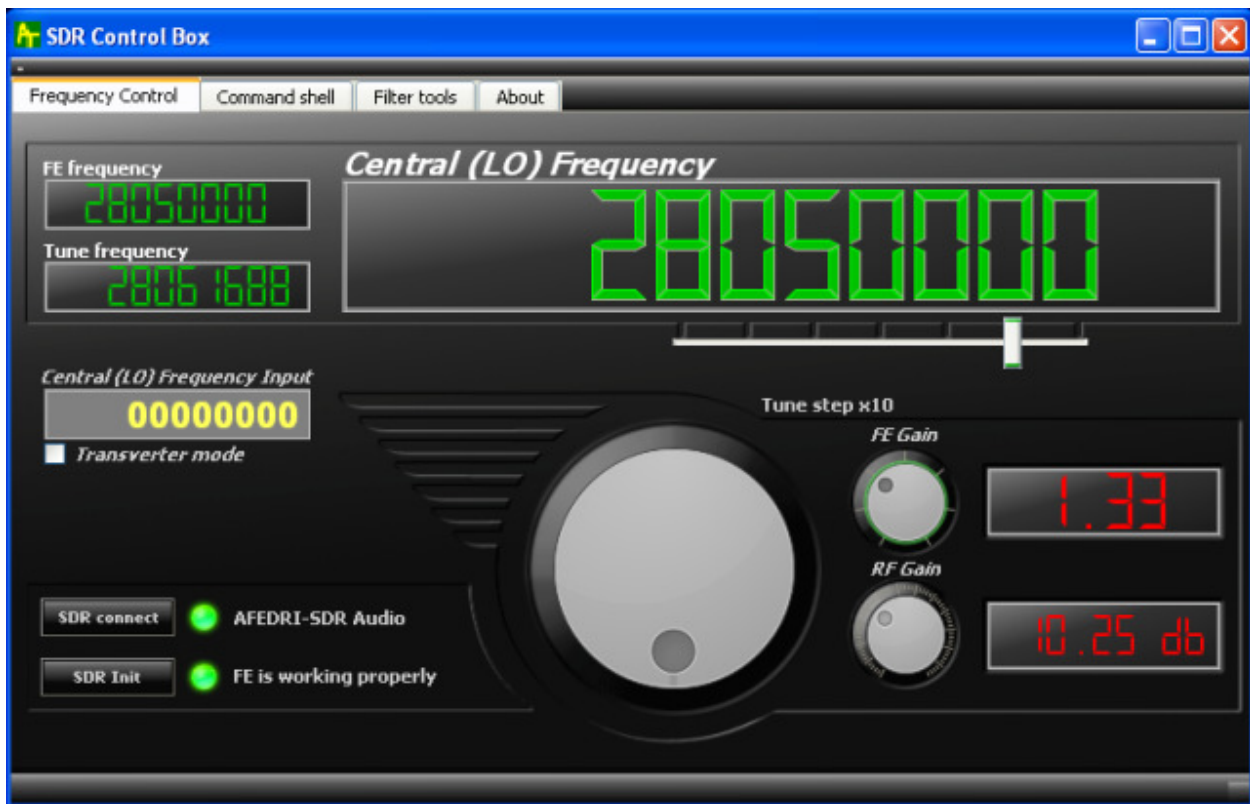 SDR Control Box
Frequency Control Command shell Filter tools About
FE frequency
28050000
Tune frequency
28061688
Central (LO) Frequency
28050000
Central (LO) Frequency Input
00000000
Transverter mode
Tune step x10
FE Gain
1.33
RF Gain
10.25 db
SDR connect AFEDRI-SDR Audio
SDR Init FE is working properly